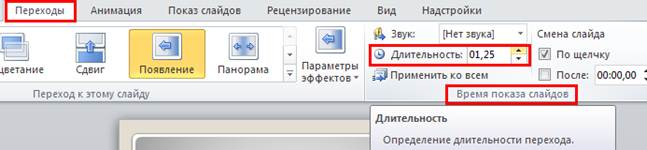 Переходы Анимация Показ слайдов Рецензирование Вид Надстройки
Звук: [Нет звука] Смена слайда
Длительность: 01,25 По щелчку
цветание Сдвиг Появление Панорама Параметры эффектов Применить ко всем После: 00:00,00
Переход к этому слайду Время показа слайдов
Длительность
Определение длительности перехода.